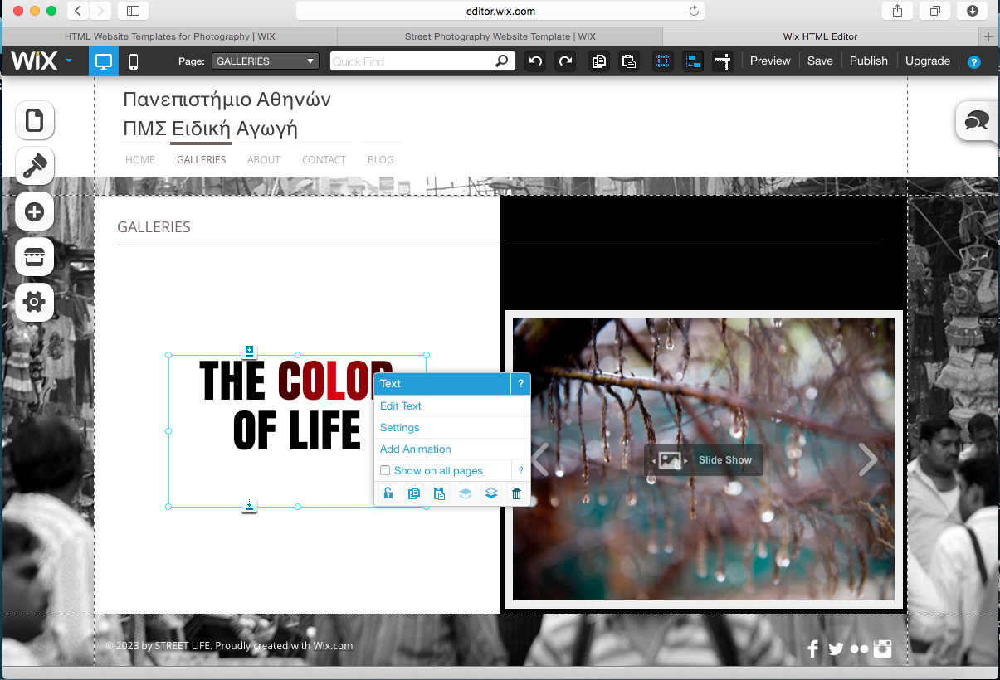 editor.wix.com
HTML Website Templates for Photography | WIX
Street Photography Website Template | WIX
Wix HTML Editor
WiX
Page:
GALLERIES
Quick Find
Preview
Save
Publish
Upgrade
?
Πανεπιστήμιο Αθηνών
ΠΜΣ Ειδική Αγωγή
HOME
GALLERIES
ABOUT
CONTACT
BLOG
GALLERIES
THE COLOR
OF LIFE
Text
?
Edit Text
Settings
Add Animation
Show on all pages
?
Slide Show
© 2023 by STREET LIFE. Proudly created with Wix.com